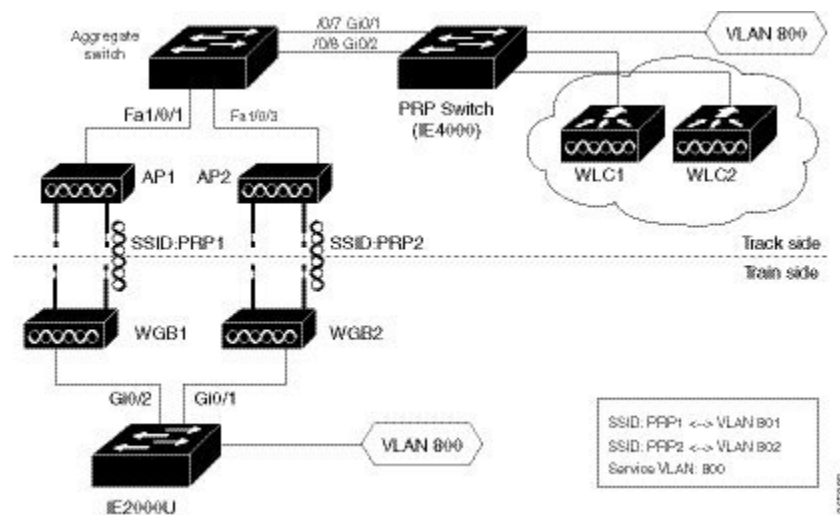 Aggregate
switch
/0/7 Gi0/1
/0/8 Gi0/2
VLAN 800
PRP Switch
(IE4000)
WLC1
WLC2
Fa1/0/1
Fa1/0/3
AP1
AP2
SSID:PRP1
SSID:PRP2
Track side
Train side
WGB1
WGB2
Gi0/2
Gi0/1
VLAN 800
IE2000U
SSID: PRP1 <--> VLAN 801
SSID: PRP2 <--> VLAN 802
Service VLAN: 800